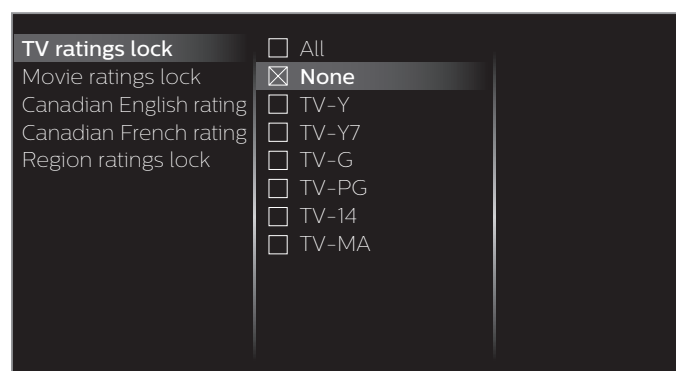 TV ratings lock
Movie ratings lock
Canadian English rating
Canadian French rating
Region ratings lock
All
None
TV-Y
TV-Y7
TV-G
TV-PG
TV-14
TV-MA